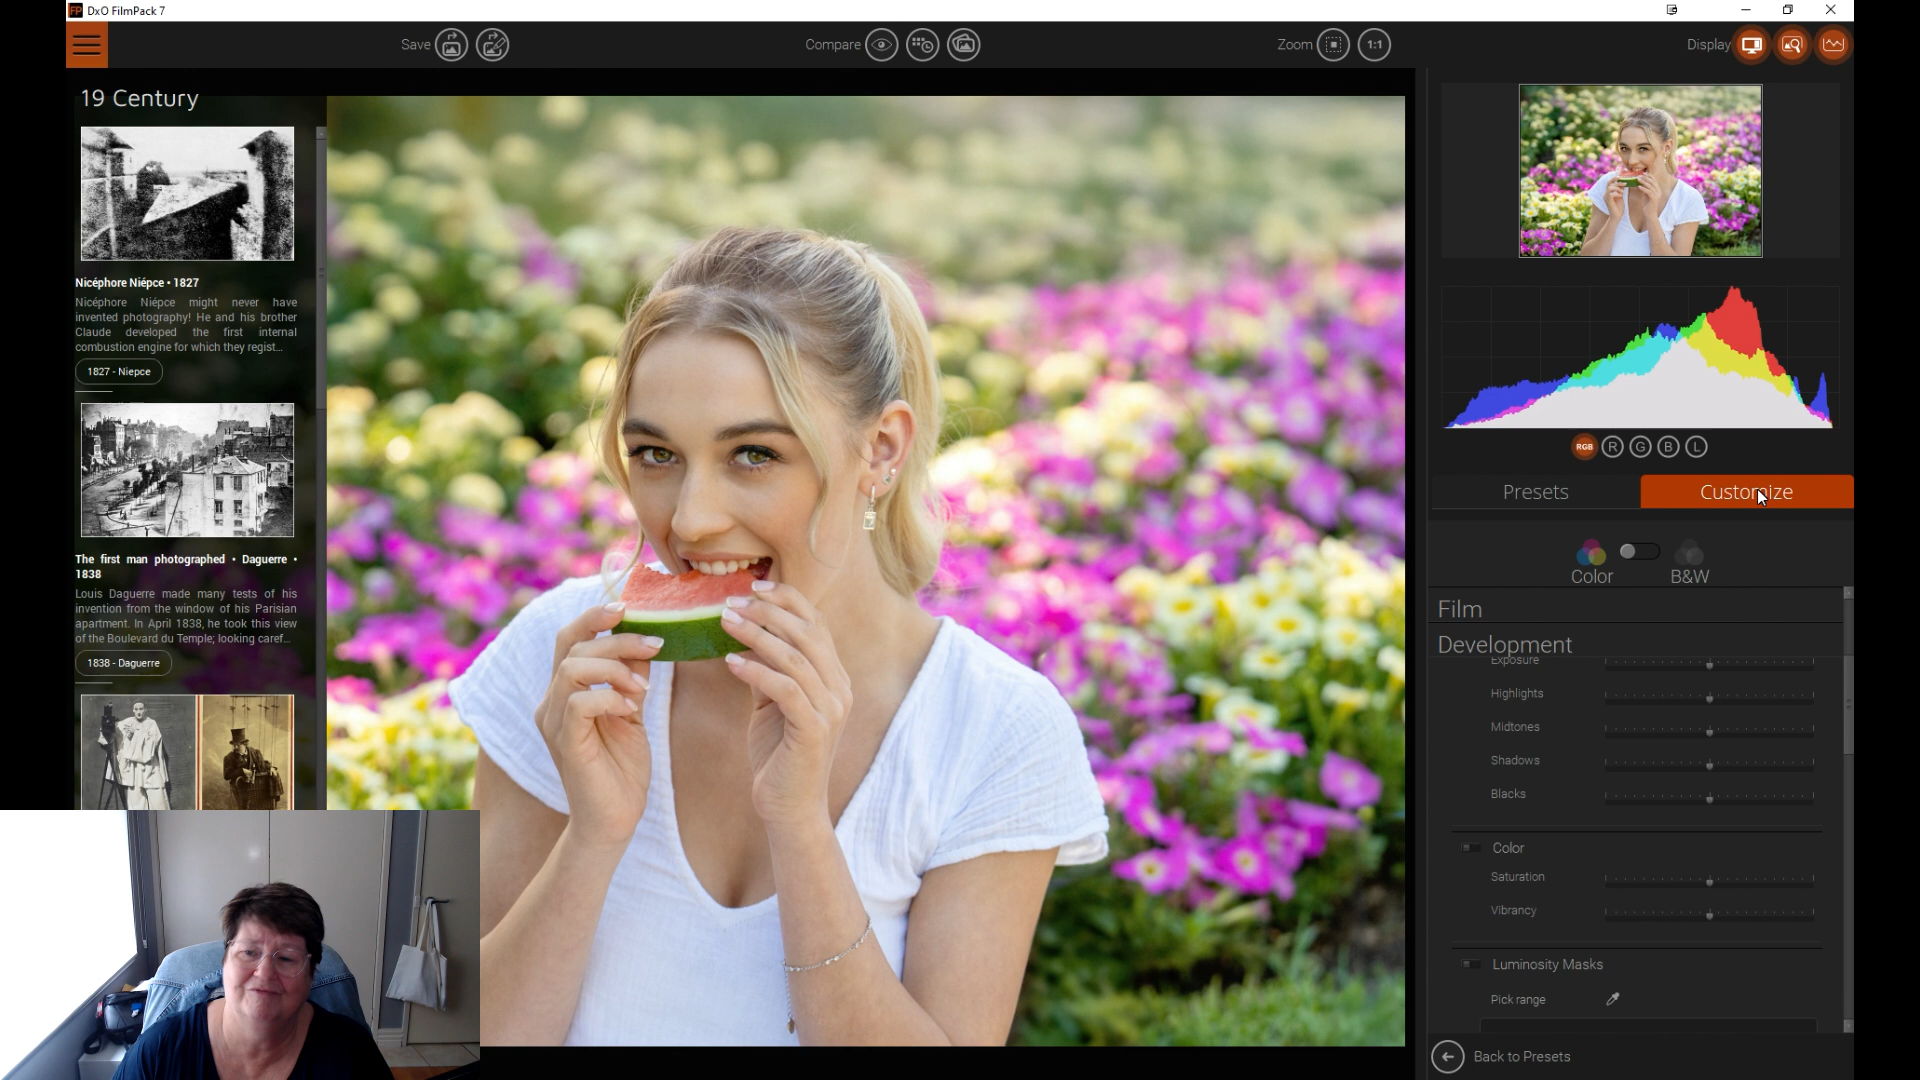 FP DxO FilmPack 7
Save
Compare
Zoom
1:1
Display
19 Century
Nicéphore Niépce • 1827
Nicéphore Niépce might never have
invented photography! He and his brother
Claude developed the first internal
combustion engine for which they regist...
1827 - Niepce
The first man photographed • Daguerre •
1838
Louis Daguerre made many tests of his
invention from the window of his Parisian
apartment. In April 1838, he took this view
of the Boulevard du Temple; looking caref...
1838 - Daguerre
RGB R G B L
Presets
Customize
Color
B&W
Film
Development
Exposure
Highlights
Midtones
Shadows
Blacks
Color
Saturation
Vibrancy
Luminosity Masks
Pick range
Back to Presets